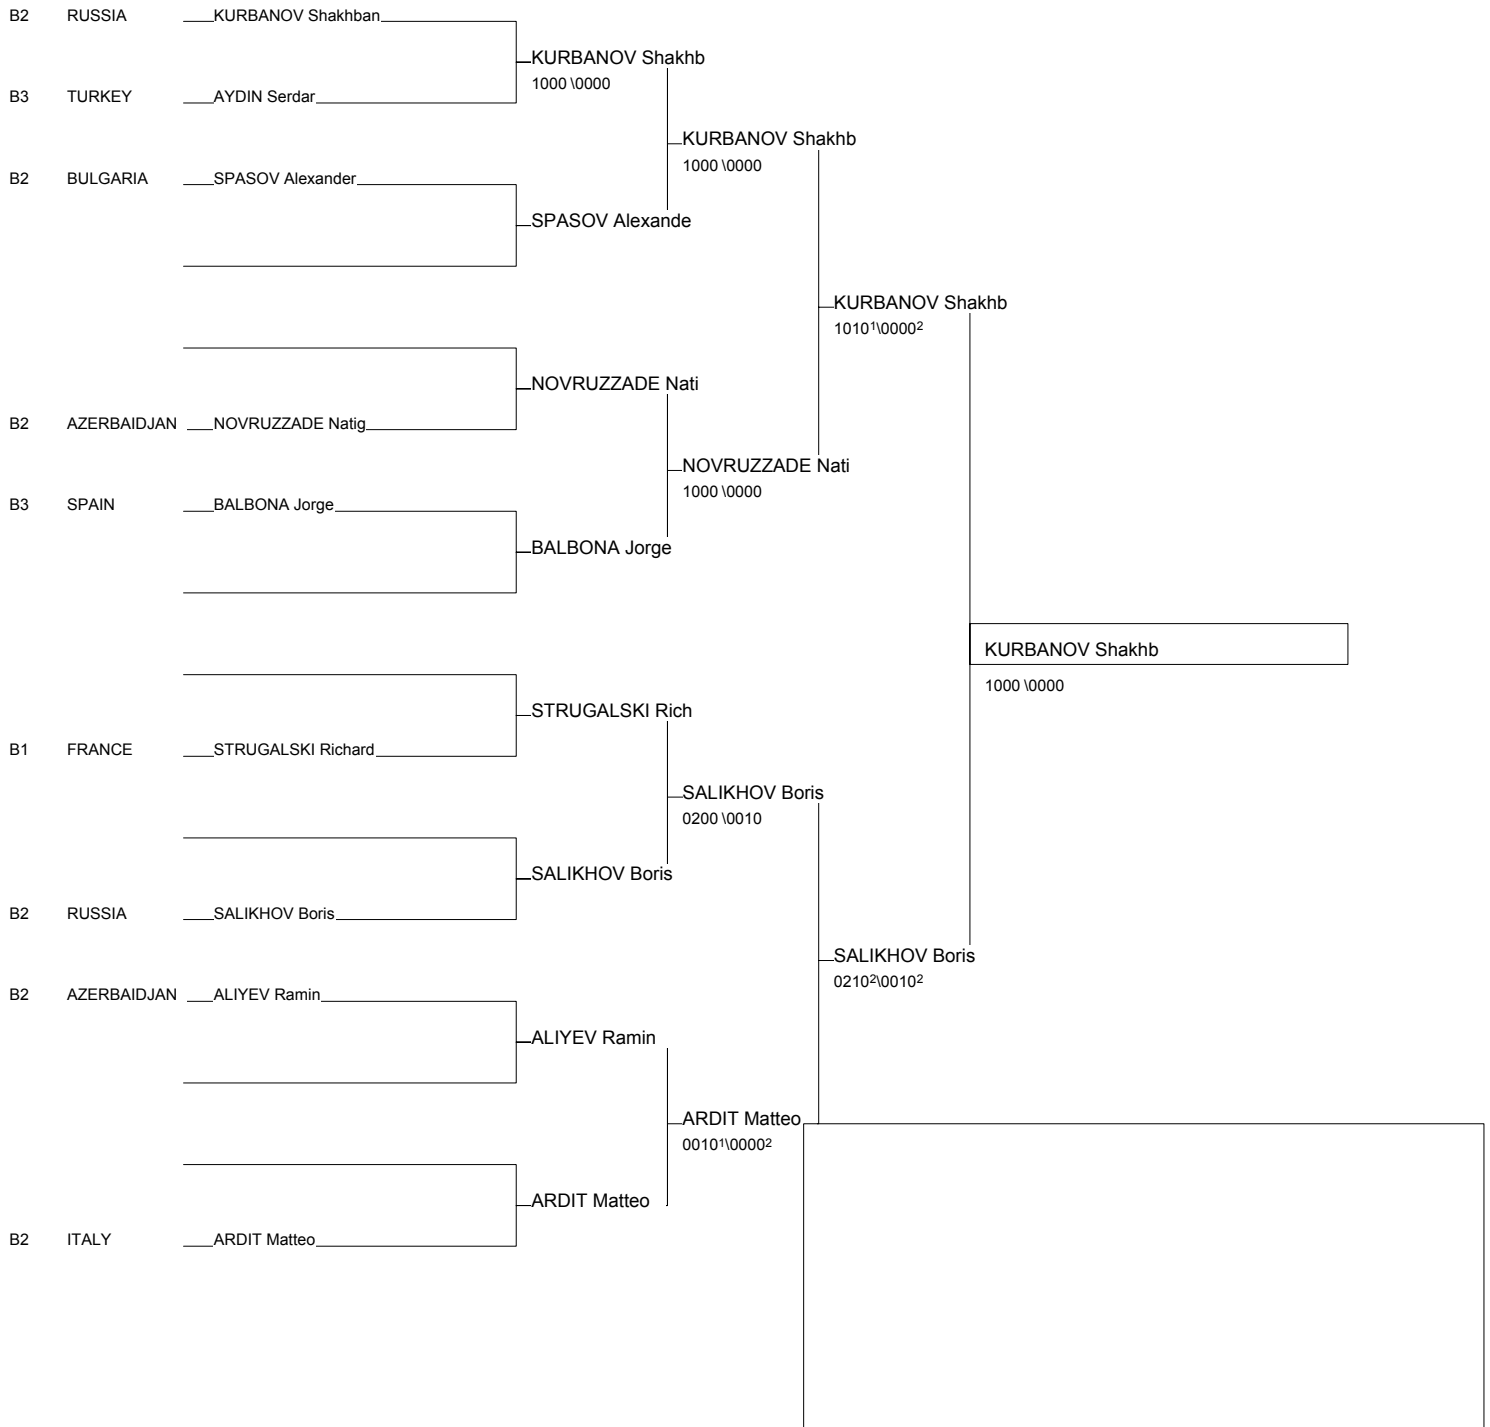 B2 RUSSIA KURBANOV Shakhban
KURBANOV Shakhb
1000 \0000
B3 TURKEY AYDIN Serdar
KURBANOV Shakhb
1000 \0000
B2 BULGARIA SPASOV Alexander
SPASOV Alexande
KURBANOV Shakhb
1010¹\0000²
NOVRUZZADE Nati
B2 AZERBAIDJAN NOVRUZZADE Natig
NOVRUZZADE Nati
1000 \0000
B3 SPAIN BALBONA Jorge
BALBONA Jorge
KURBANOV Shakhb
1000 \0000
STRUGALSKI Rich
B1 FRANCE STRUGALSKI Richard
SALIKHOV Boris
0200 \0010
SALIKHOV Boris
B2 RUSSIA SALIKHOV Boris
SALIKHOV Boris
0210²\0010²
B2 AZERBAIDJAN ALIYEV Ramin
ALIYEV Ramin
ARDIT Matteo
0010¹\0000²
ARDIT Matteo
B2 ITALY ARDIT Matteo